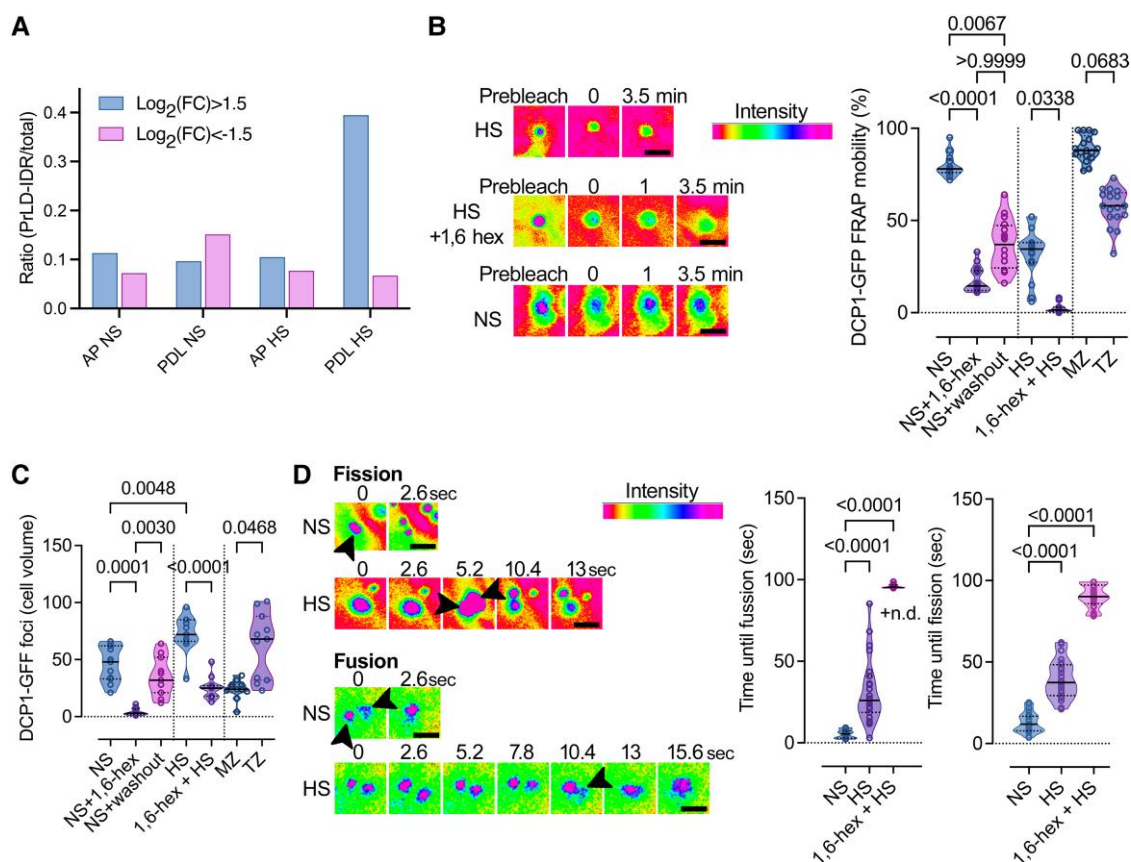 A
Log2(FC)>1.5
Log2(FC)<-1.5
Ratio (PrLD-IDR/total)
0.4
0.3
0.2
0.1
0.0
AP NS
PDL NS
AP HS
PDL HS
B
Prebleach 0 3.5 min
HS
Intensity
Prebleach 0 1 3.5 min
HS
+1,6 hex
Prebleach 0 1 3.5 min
NS
DCP1-GFP FRAP mobility (%)
0.0067
>0.9999
<0.0001
0.0338
0.0683
100
50
0
NS
NS+1,6-hex
NS+washout
HS
1,6-hex + HS
MZ
TZ
C
DCP1-GFF foci (cell volume)
0.0048
0.0030
0.0001
<0.0001
0.0468
150
100
50
0
NS
NS+1,6-hex
NS+washout
HS
1,6-hex + HS
MZ
TZ
D
Fission
0 2.6 sec
NS
Intensity
0 2.6 5.2 10.4 13 sec
HS
Fusion
0 2.6 sec
NS
0 2.6 5.2 7.8 10.4 13 15.6 sec
HS
Time until fussion (sec)
<0.0001
<0.0001
+n.d.
150
100
50
0
NS
HS
1,6-hex + HS
Time until fission (sec)
<0.0001
<0.0001
150
100
50
0
NS
HS
1,6-hex + HS